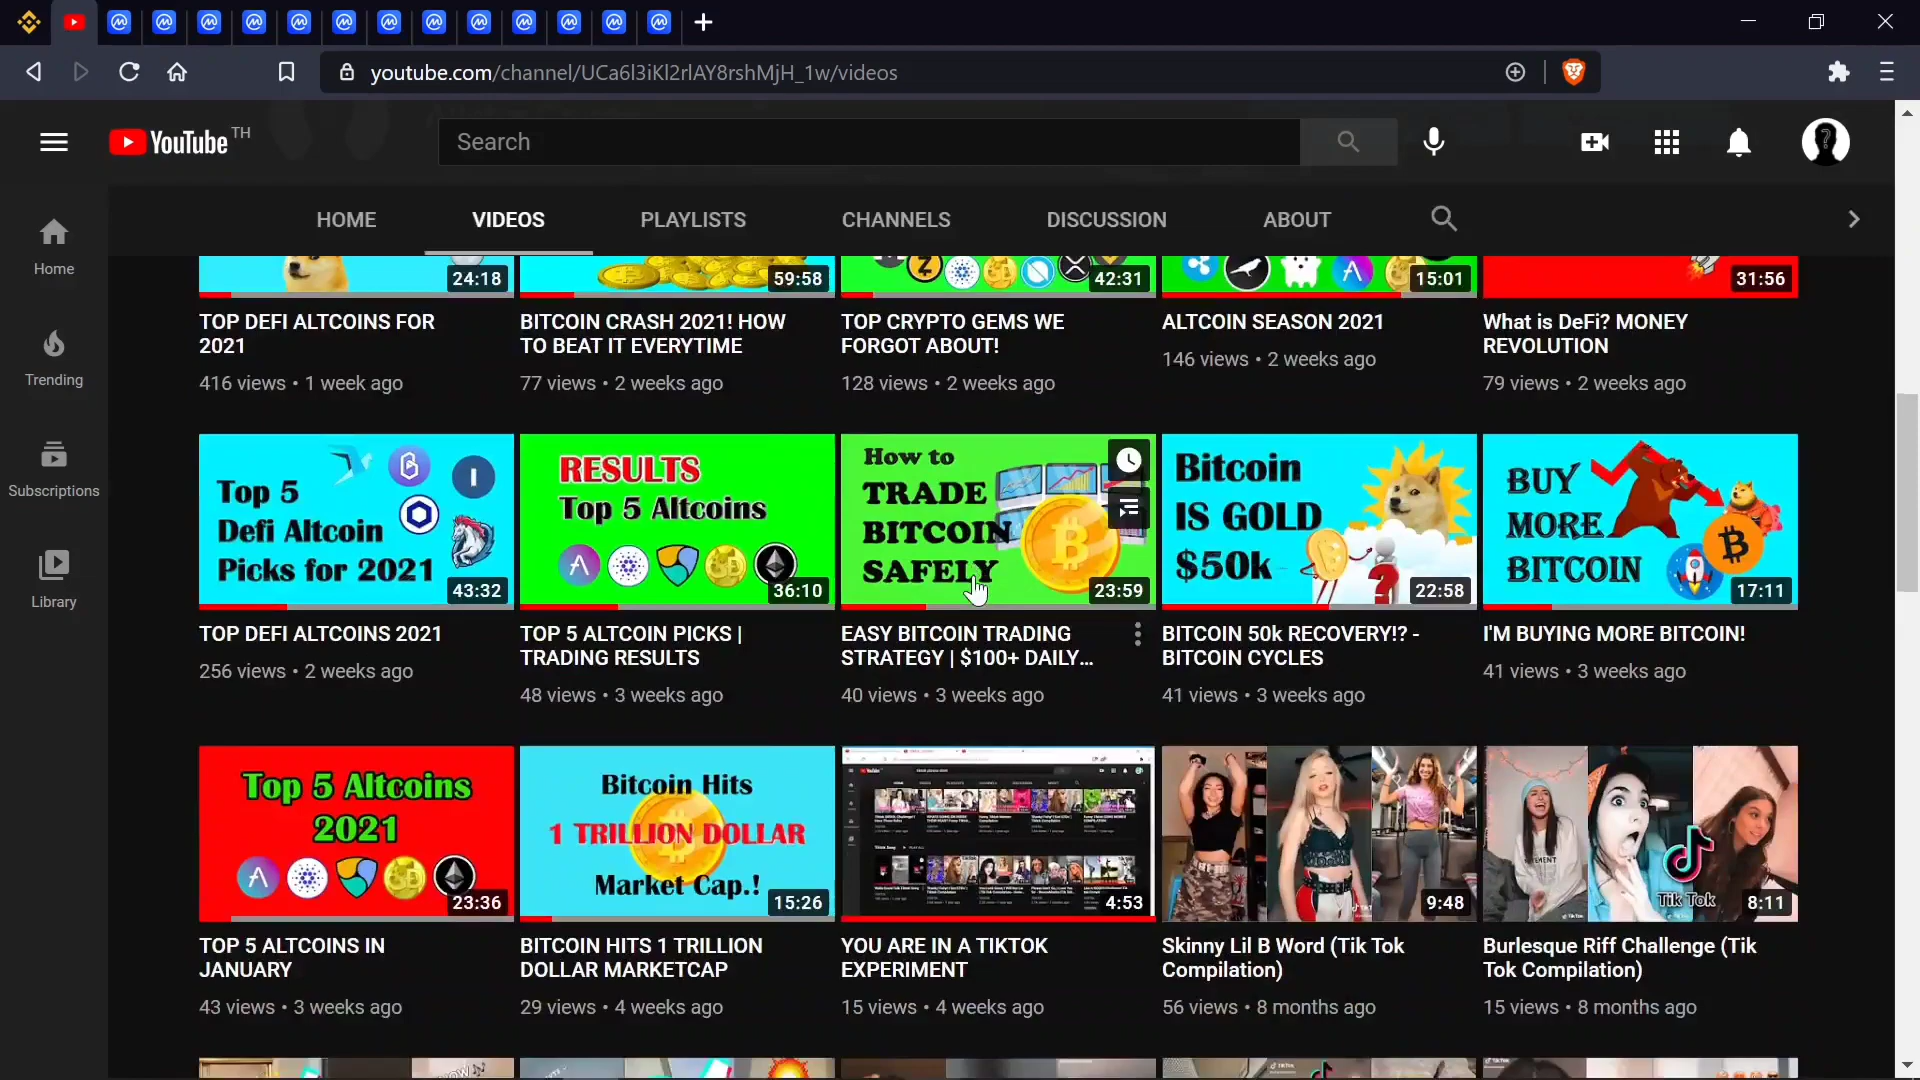 youtube.com/channel/UCa6l3iKl2rlAY8rshMjH_1w/videos
YouTube TH
Search
HOME VIDEOS PLAYLISTS CHANNELS DISCUSSION ABOUT
Home
Trending
Subscriptions
Library
24:18 59:58 42:31 15:01 31:56
TOP DEFI ALTCOINS FOR
2021
416 views • 1 week ago
BITCOIN CRASH 2021! HOW
TO BEAT IT EVERYTIME
77 views • 2 weeks ago
TOP CRYPTO GEMS WE
FORGOT ABOUT!
128 views • 2 weeks ago
ALTCOIN SEASON 2021
146 views • 2 weeks ago
What is DeFi? MONEY
REVOLUTION
79 views • 2 weeks ago
Top 5
Defi Altcoin
Picks for 2021
43:32
TOP DEFI ALTCOINS 2021
256 views • 2 weeks ago
RESULTS
Top 5 Altcoins
36:10
TOP 5 ALTCOIN PICKS |
TRADING RESULTS
48 views • 3 weeks ago
How to
TRADE
BITCOIN
SAFELY
23:59
EASY BITCOIN TRADING
STRATEGY | $100+ DAILY...
40 views • 3 weeks ago
Bitcoin
IS GOLD
$50k
22:58
BITCOIN 50k RECOVERY!? -
BITCOIN CYCLES
41 views • 3 weeks ago
BUY
MORE
BITCOIN
17:11
I'M BUYING MORE BITCOIN!
41 views • 3 weeks ago
Top 5 Altcoins
2021
23:36
TOP 5 ALTCOINS IN
JANUARY
43 views • 3 weeks ago
Bitcoin Hits
1 TRILLION DOLLAR
Market Cap.!
15:26
BITCOIN HITS 1 TRILLION
DOLLAR MARKETCAP
29 views • 4 weeks ago
4:53
YOU ARE IN A TIKTOK
EXPERIMENT
15 views • 4 weeks ago
9:48
Skinny Lil B Word (Tik Tok
Compilation)
56 views • 8 months ago
Tik Tok
8:11
Burlesque Riff Challenge (Tik
Tok Compilation)
15 views • 8 months ago